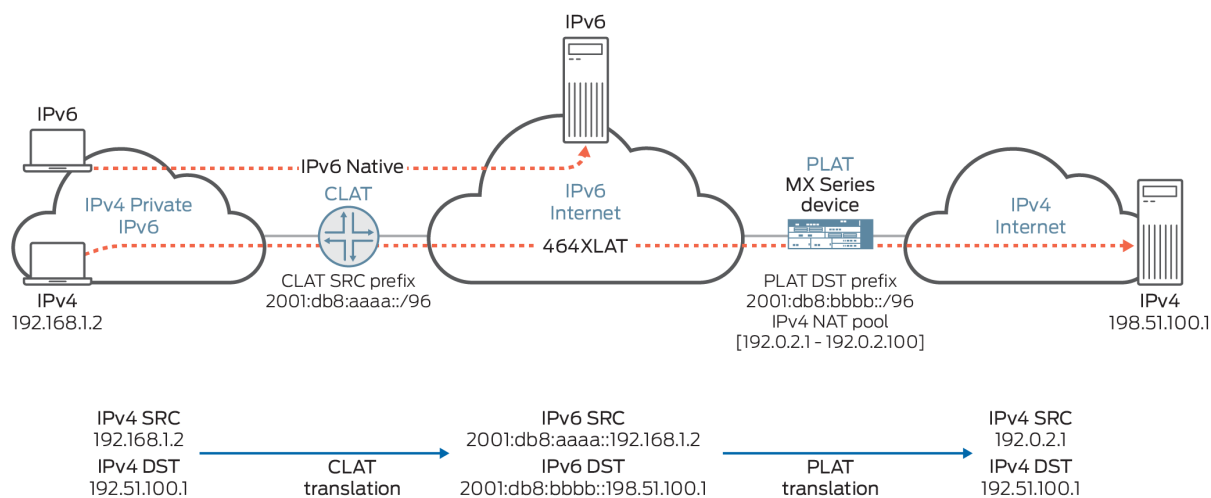 IPv6
IPv6
IPv6 Native
CLAT
PLAT
MX Series
device
IPv4 Private
IPv6
IPv6
Internet
IPv4
Internet
464XLAT
IPv4
192.168.1.2
CLAT SRC prefix
2001:db8:aaaa::/96
PLAT DST prefix
2001:db8:bbbb::/96
IPv4 NAT pool
[192.0.2.1 - 192.0.2.100]
IPv4
198.51.100.1
IPv4 SRC
192.168.1.2
IPv4 DST
192.51.100.1
CLAT
translation
IPv6 SRC
2001:db8:aaaa::192.168.1.2
IPv6 DST
2001:db8:bbbb::198.51.100.1
PLAT
translation
IPv4 SRC
192.0.2.1
IPv4 DST
198.51.100.1